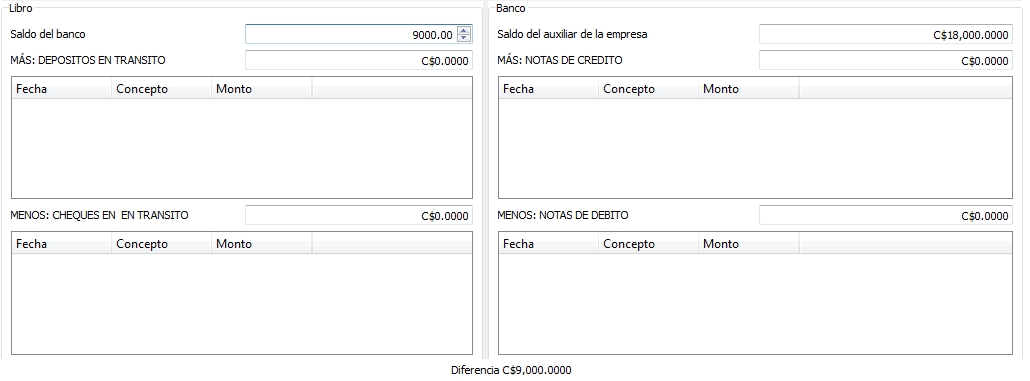 Libro
Saldo del banco 9000.00
MÁS: DEPOSITOS EN TRANSITO C$0.0000
Fecha Concepto Monto
MENOS: CHEQUES EN EN TRANSITO C$0.0000
Fecha Concepto Monto
Banco
Saldo del auxiliar de la empresa C$18,000.0000
MÁS: NOTAS DE CREDITO C$0.0000
Fecha Concepto Monto
MENOS: NOTAS DE DEBITO C$0.0000
Fecha Concepto Monto
Diferencia C$9,000.0000